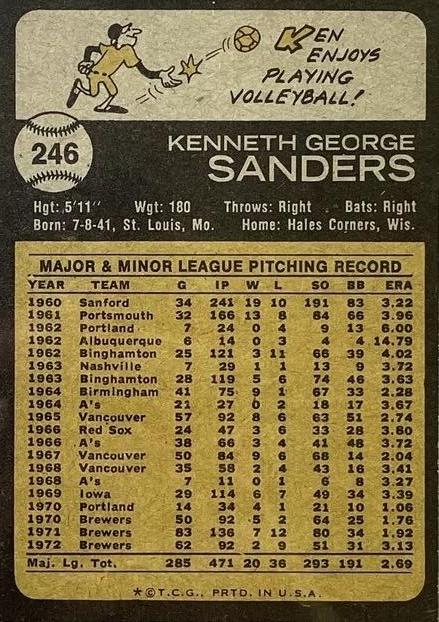 KEN
ENJOYS
PLAYING
VOLLEYBALL!
246
KENNETH GEORGE
SANDERS
Hgt: 5'11" Wgt: 180 Throws: Right Bats: Right
Born: 7-8-41, St. Louis, Mo. Home: Hales Corners, Wis.
MAJOR & MINOR LEAGUE PITCHING RECORD
YEAR TEAM G IP W L SO BB ERA
1960 Sanford 34 241 19 10 191 83 3.22
1961 Portsmouth 32 166 13 8 84 66 3.96
1962 Portland 7 24 0 4 9 13 6.00
1962 Albuquerque 6 14 0 3 4 4 14.79
1962 Binghamton 25 121 3 11 66 39 4.02
1963 Nashville 7 29 1 1 13 9 3.72
1963 Binghamton 28 119 5 6 74 46 3.63
1964 Birmingham 41 75 9 1 67 33 2.28
1964 A's 21 27 0 2 18 17 3.67
1965 Vancouver 57 92 8 6 63 51 2.74
1966 Red Sox 24 47 3 6 33 28 3.80
1966 A's 38 66 3 4 41 48 3.72
1967 Vancouver 50 84 9 6 68 14 2.04
1968 Vancouver 35 58 2 4 43 16 3.41
1968 A's 7 11 0 1 6 8 3.27
1969 Iowa 29 114 6 7 49 34 3.39
1970 Portland 14 34 4 1 21 10 1.06
1970 Brewers 50 92 5 2 64 25 1.76
1971 Brewers 83 136 7 12 80 34 1.92
1972 Brewers 62 92 2 9 51 31 3.13
Maj. Lg. Tot. 285 471 20 36 293 191 2.69
★©T.C.G., PRTD. IN U.S.A.